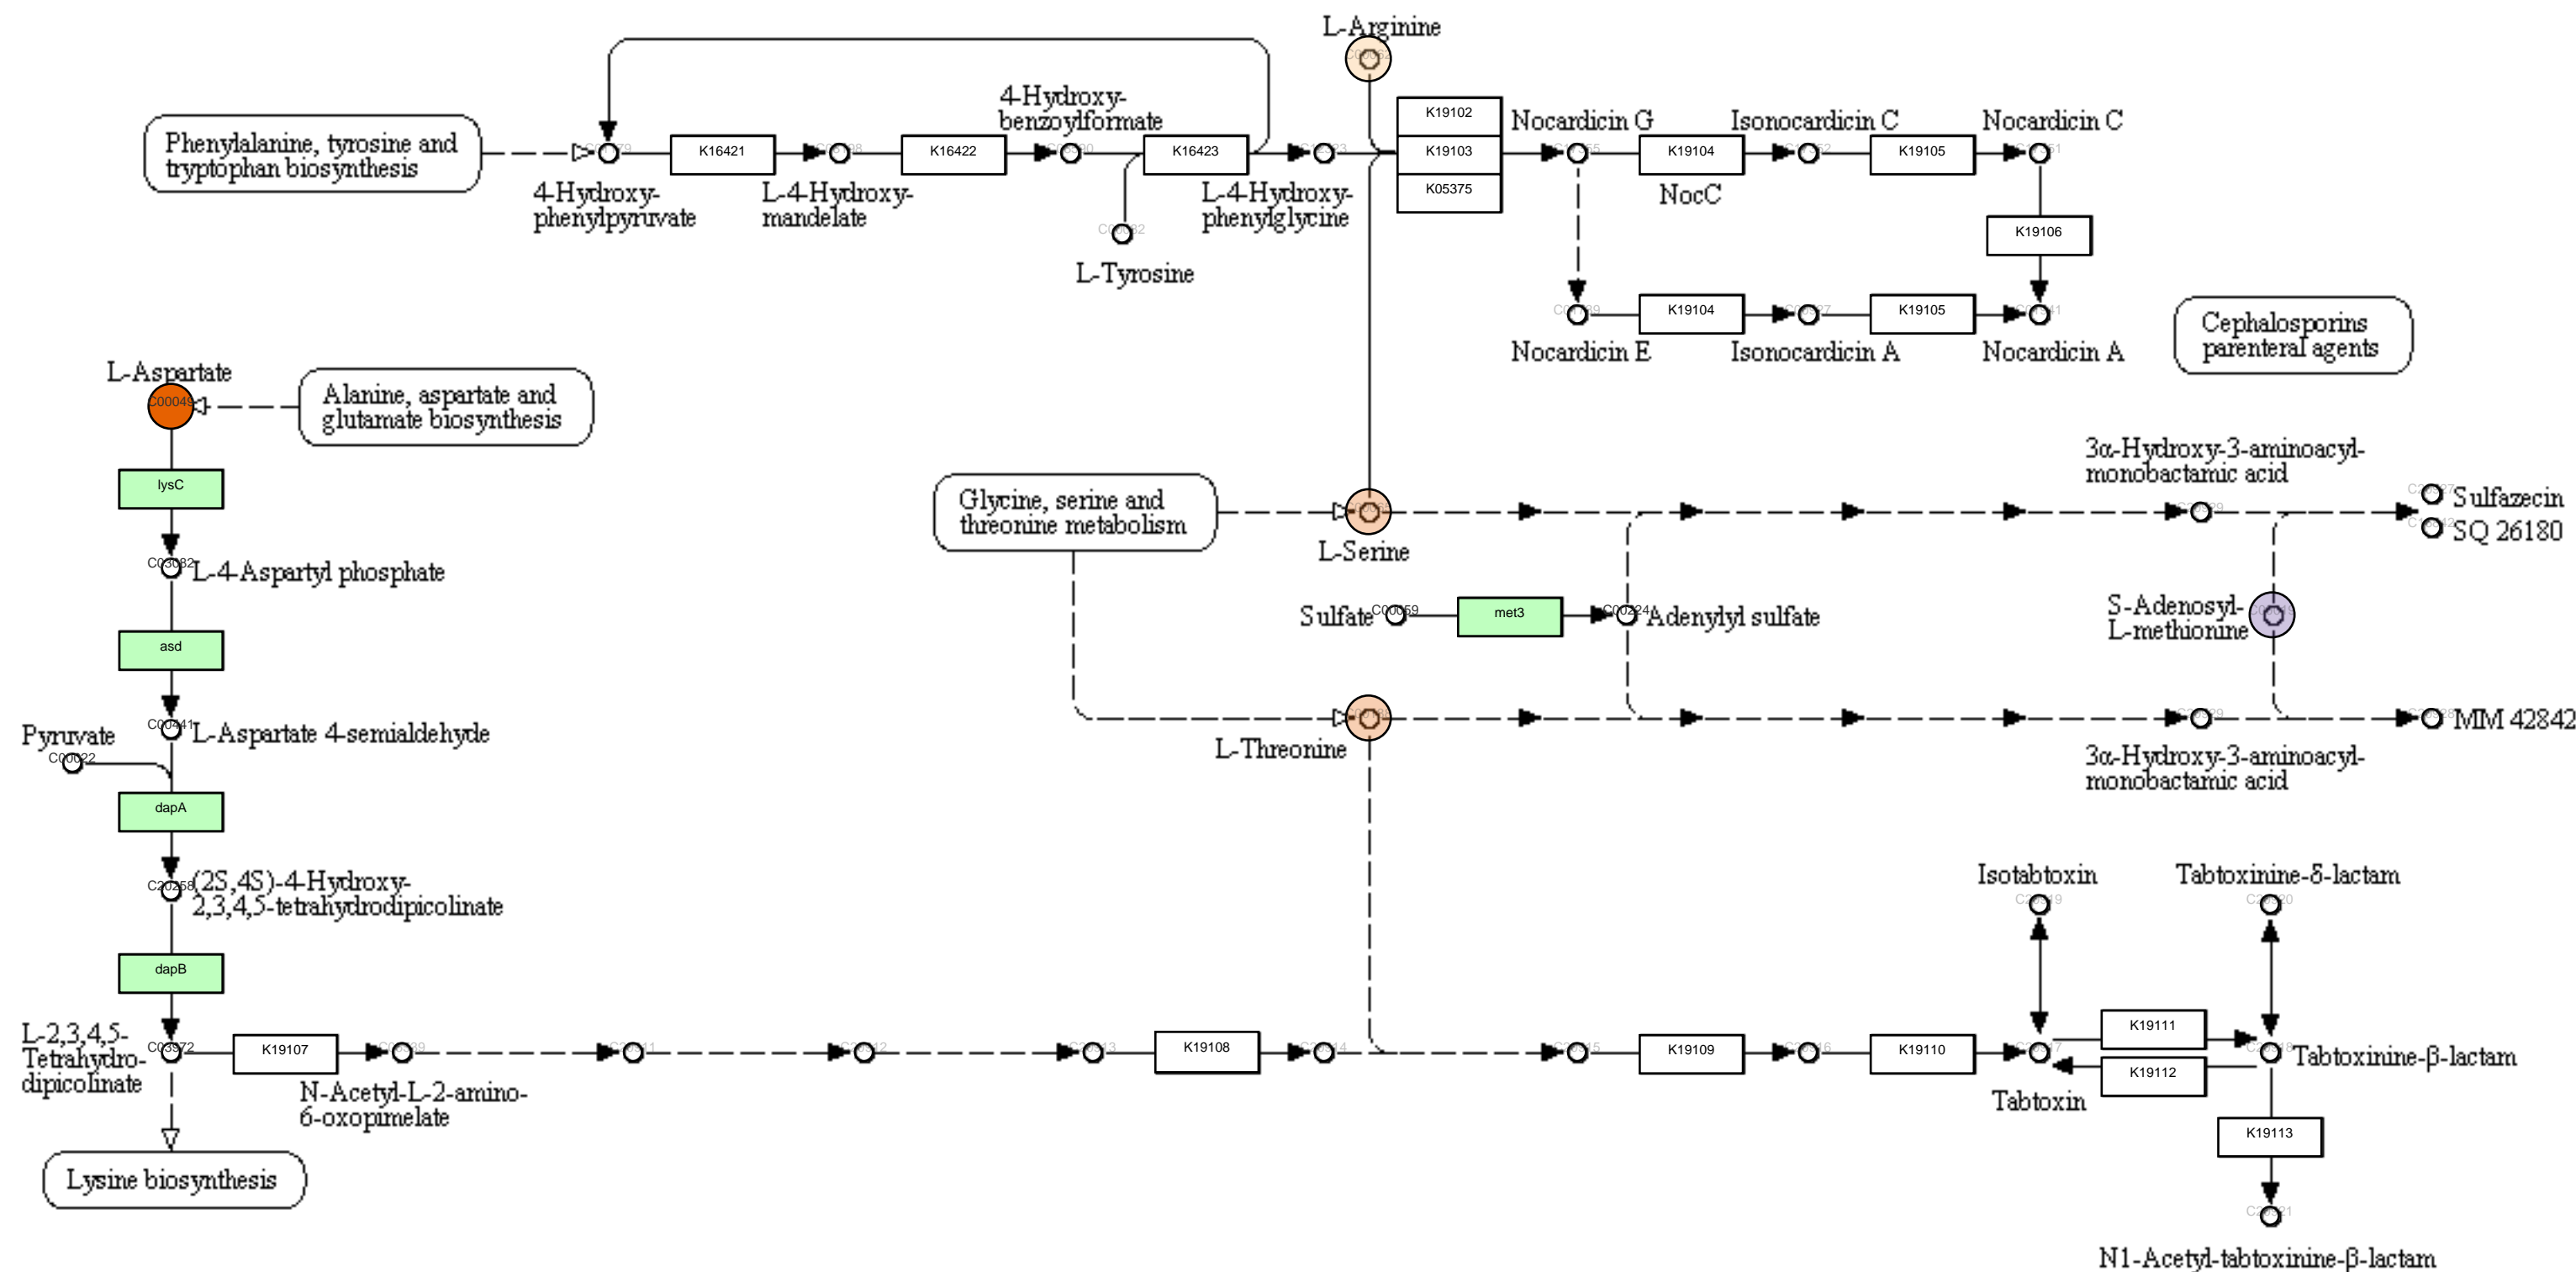 L-Arginine
4-Hydroxy-
benzoylformate
Phenylalanine, tyrosine and
tryptophan biosynthesis
K16421
K16422
K16423
K19102
K19103
K05375
Nocardicin G
K19104
NocC
Isonocardicin C
K19105
Nocardicin C
4-Hydroxy-
phenylpyruvate
L-4-Hydroxy-
mandelate
L-4-Hydroxy-
phenylglycine
L-Tyrosine
K19106
K19104
K19105
Nocardicin E
Isonocardicin A
Nocardicin A
Cephalosporins
parenteral agents
L-Aspartate
C00049
Alanine, aspartate and
glutamate biosynthesis
lysC
C03082
L-4-Aspartyl phosphate
asd
C00441
L-Aspartate 4-semialdehyde
Pyruvate
C00022
dapA
C20258
(2S,4S)-4-Hydroxy-
2,3,4,5-tetrahydrodipicolinate
dapB
Glycine, serine and
threonine metabolism
L-Serine
3α-Hydroxy-3-aminoacyl-
monobactamic acid
Sulfazecin
SQ 26180
Sulfate
C00059
met3
C00224
Adenylyl sulfate
S-Adenosyl-
L-methionine
L-Threonine
3α-Hydroxy-3-aminoacyl-
monobactamic acid
MM 42842
L-2,3,4,5-
Tetrahydro-
dipicolinate
C03972
K19107
N-Acetyl-L-2-amino-
6-oxopimelate
K19108
K19109
K19110
Isotabtoxin
Tabtoxinine-δ-lactam
K19111
K19112
Tabtoxin
Tabtoxinine-β-lactam
K19113
N1-Acetyl-tabtoxinine-β-lactam
Lysine biosynthesis